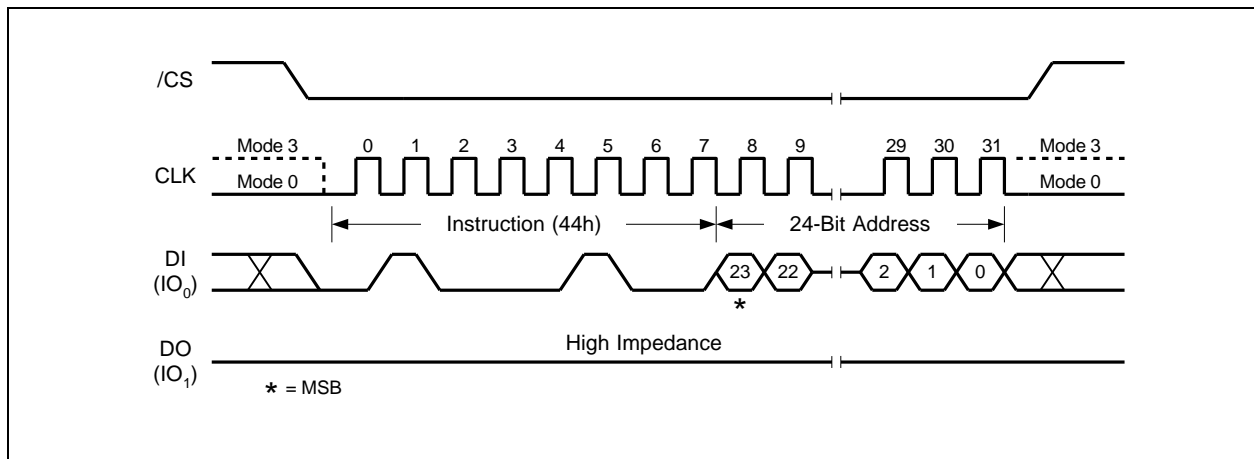 /CS
Mode 3 0 1 2 3 4 5 6 7 8 9 29 30 31 Mode 3
CLK
Mode 0 Mode 0
Instruction (44h) 24-Bit Address
DI
(IO0)
23 22 2 1 0
*
High Impedance
DO
(IO1)
* = MSB